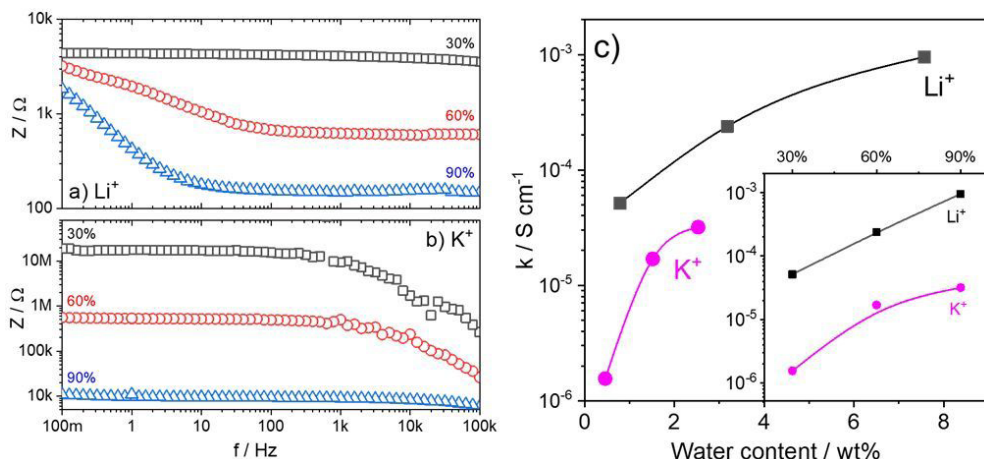 10k
30%
Z / Ω
1k
60%
90%
a) Li⁺
100
b) K⁺
30%
10M
Z / Ω
1M
60%
100k
90%
10k
100m
1
10
100
1k
10k
100k
f / Hz
c)
10⁻³
Li⁺
k / S cm⁻¹
10⁻⁴
K⁺
10⁻⁵
10⁻⁶
0
2
4
6
8
Water content / wt%
30%
60%
90%
10⁻³
Li⁺
10⁻⁴
10⁻⁵
K⁺
10⁻⁶